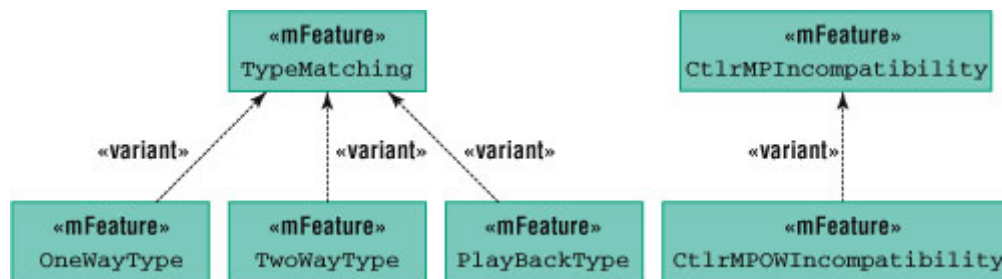 «mFeature» «mFeature»
TypeMatching CtlrMPIncompatibility
«variant» «variant» «variant» «variant»
«mFeature» «mFeature» «mFeature» «mFeature»
OneWayType TwoWayType PlayBackType CtlrMPOWIncompatibility